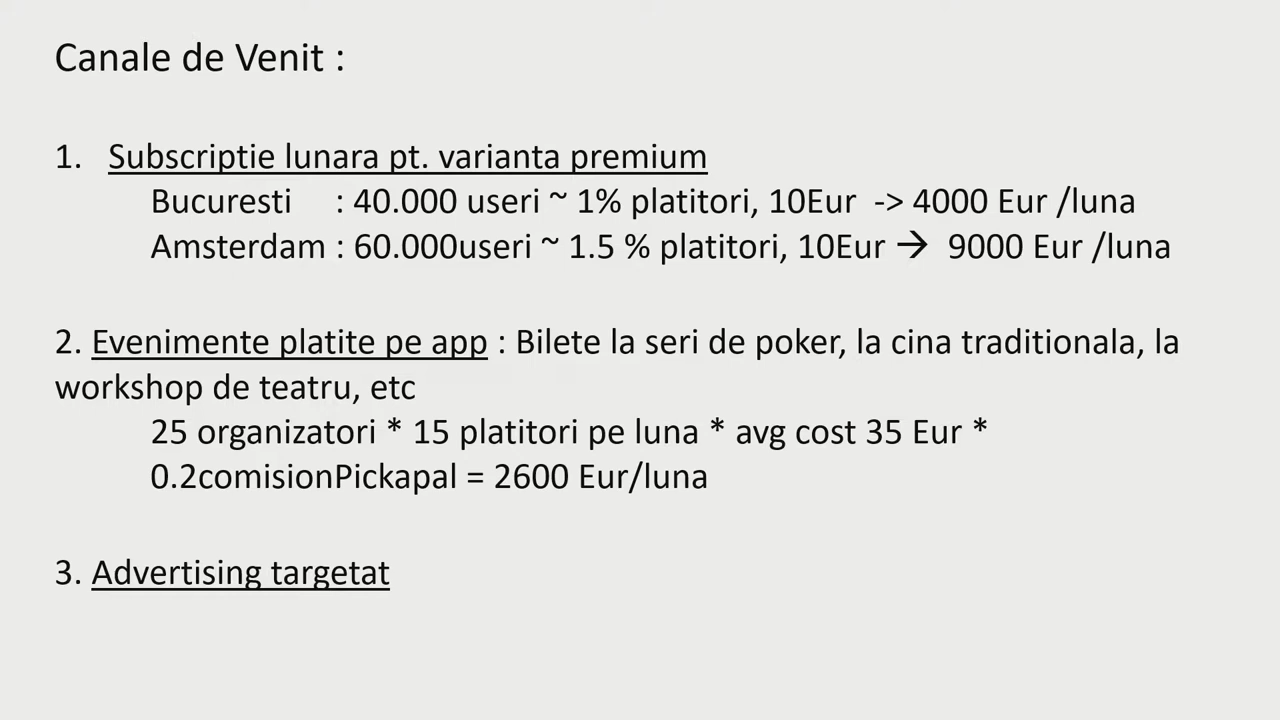 Canale de Venit :
1. Subscriptie lunara pt. varianta premium
Bucuresti : 40.000 useri ~ 1% platitori, 10Eur -> 4000 Eur /luna
Amsterdam : 60.000useri ~ 1.5 % platitori, 10Eur → 9000 Eur /luna
2. Evenimente platite pe app : Bilete la seri de poker, la cina traditionala, la
workshop de teatru, etc
25 organizatori * 15 platitori pe luna * avg cost 35 Eur *
0.2comisionPickapal = 2600 Eur/luna
3. Advertising targetat